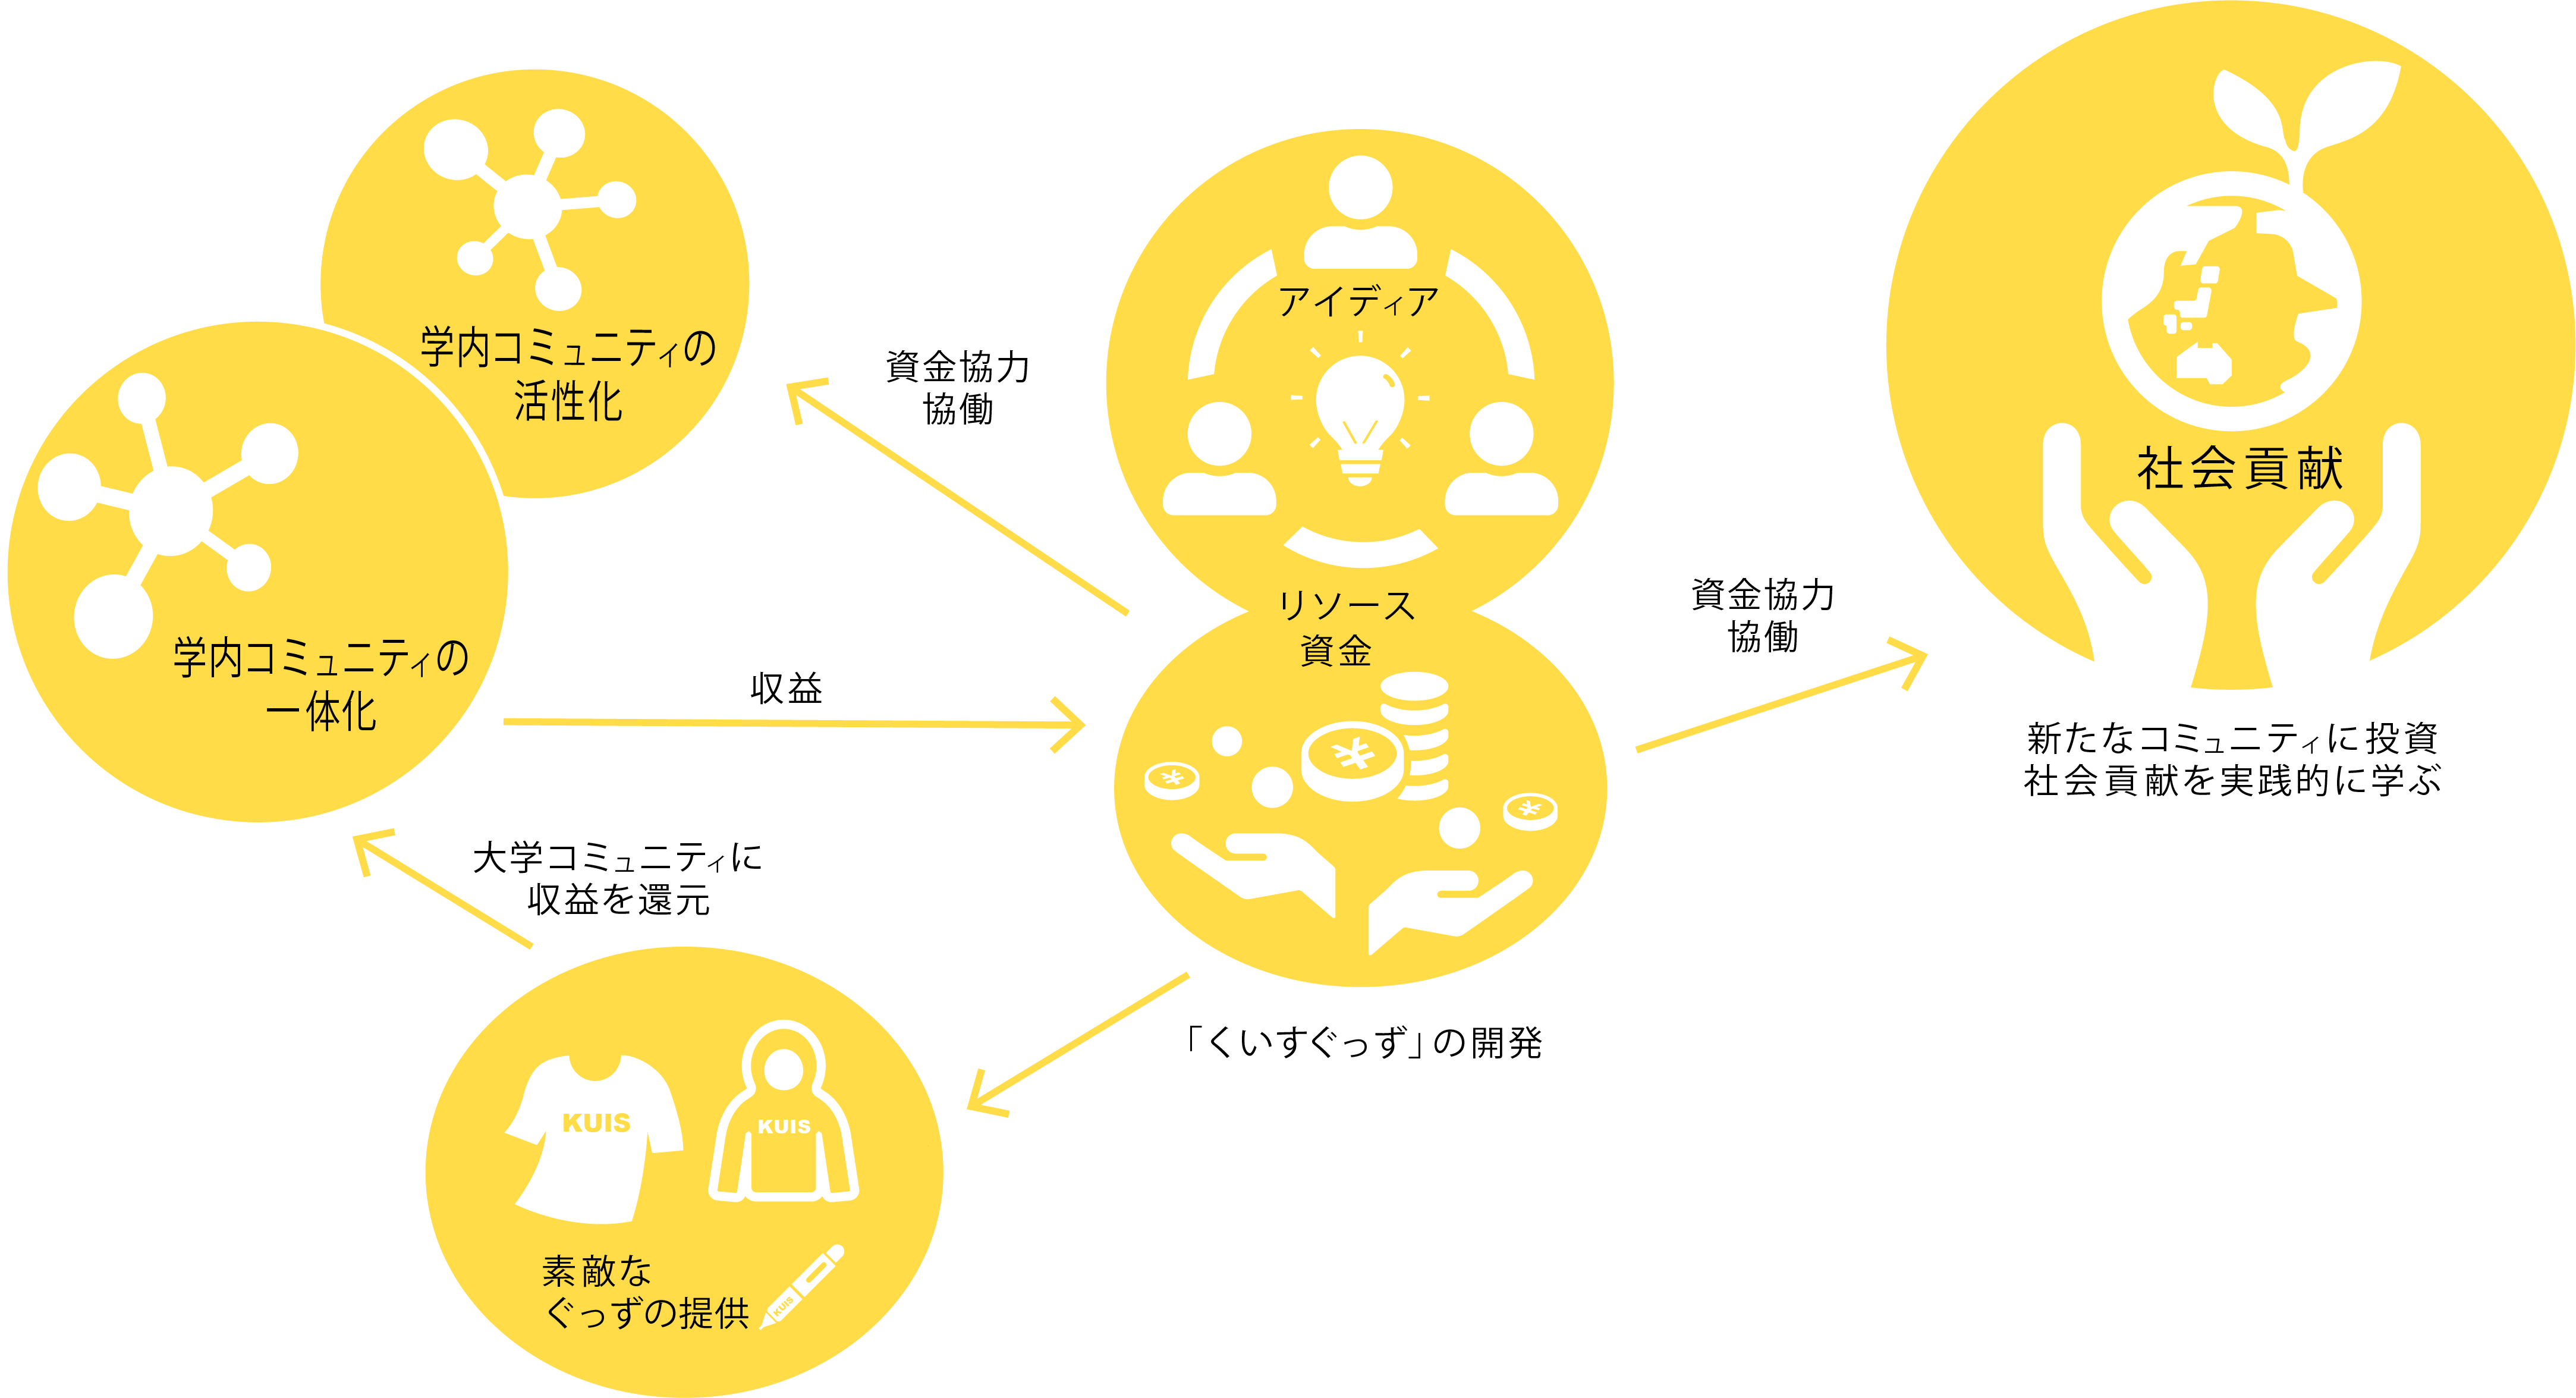 学内コミュニティの
活性化
学内コミュニティの
一体化
資金協力
協働
収益
大学コミュニティに
収益を還元
KUIS
KUIS
素敵な
ぐっずの提供
KUIS
アイディア
リソース
資金
¥
¥
¥
「くいすぐっず」の開発
資金協力
協働
社会貢献
新たなコミュニティに投資
社会貢献を実践的に学ぶ